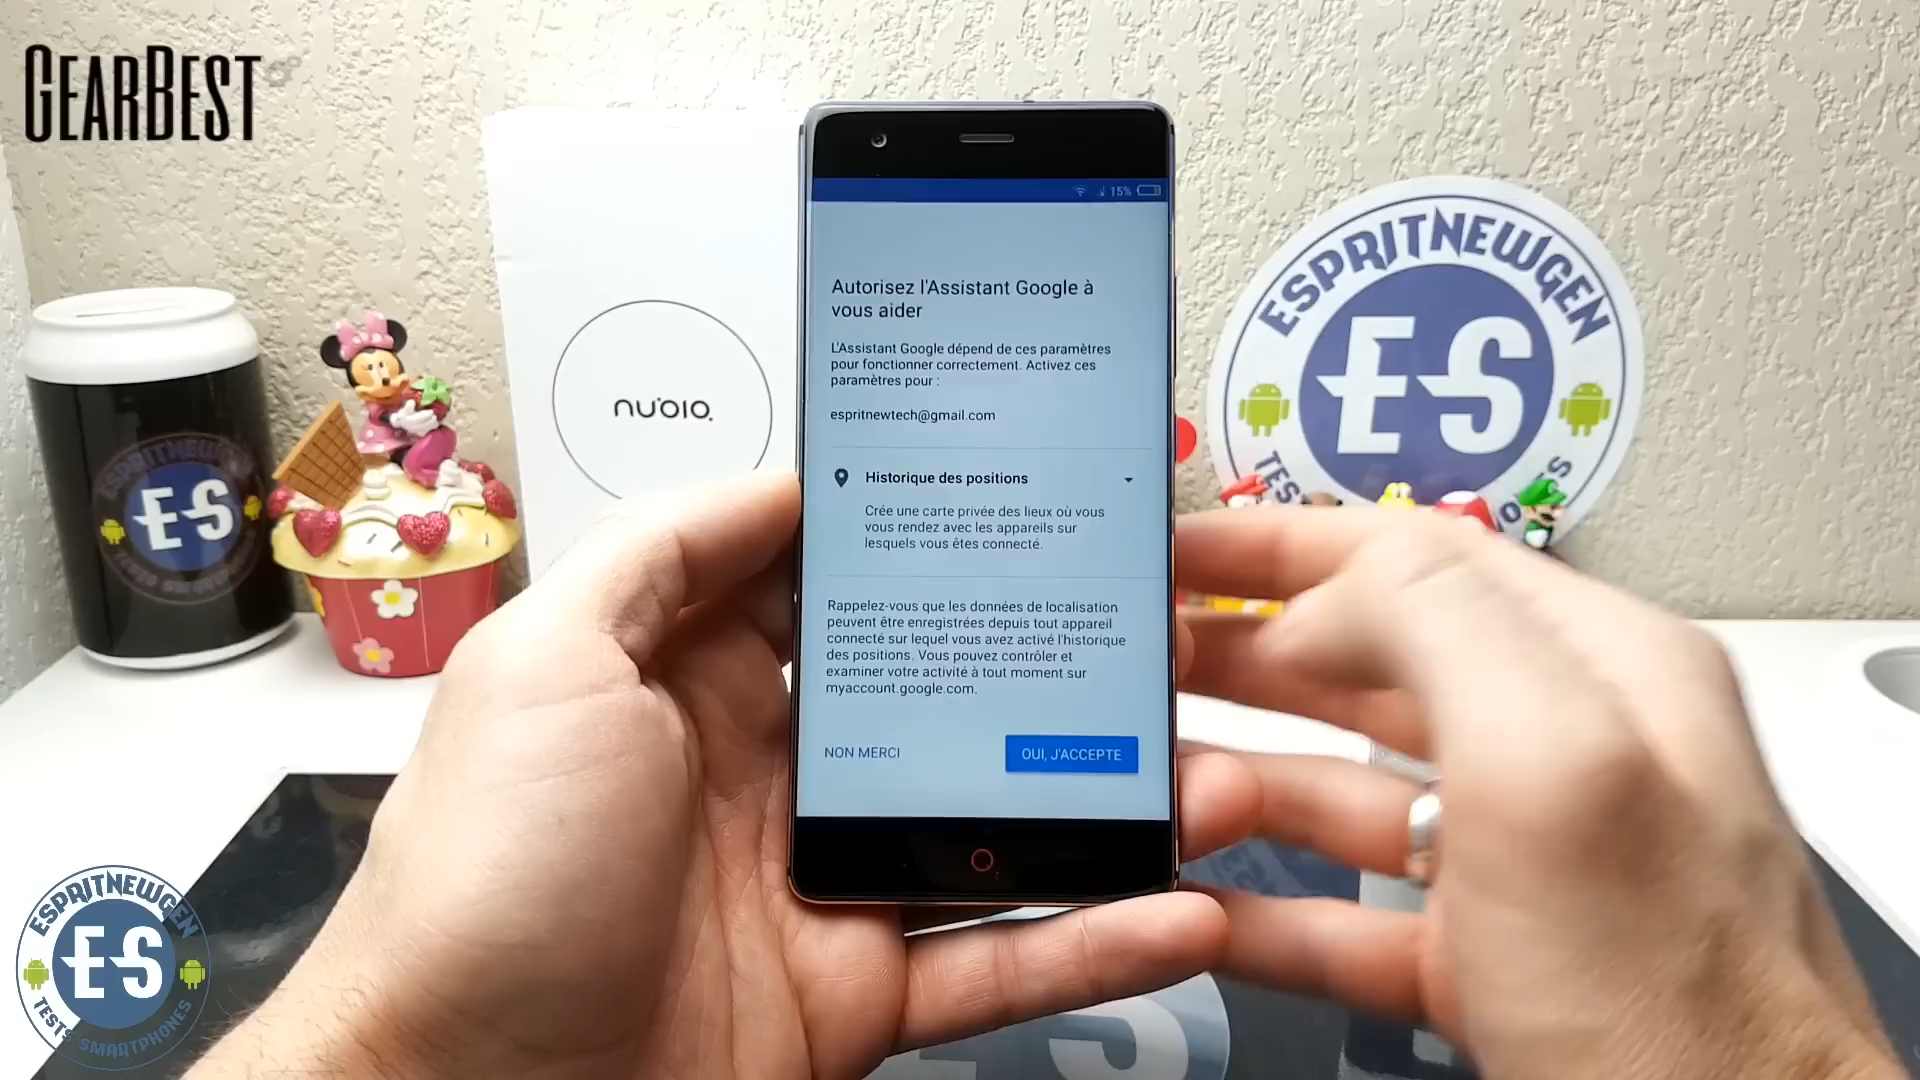 GEARBEST
15%
Autorisez l'Assistant Google à
vous aider
L'Assistant Google dépend de ces paramètres
pour fonctionner correctement. Activez ces
paramètres pour :
espritnewtech@gmail.com
Historique des positions
Crée une carte privée des lieux où vous
vous rendez avec les appareils sur
lesquels vous êtes connecté.
Rappelez-vous que les données de localisation
peuvent être enregistrées depuis tout appareil
connecté sur lequel vous avez activé l'historique
des positions. Vous pouvez contrôler et
examiner votre activité à tout moment sur
myaccount.google.com.
NON MERCI
OUI, J'ACCEPTE
nubia
ESPRITNEWGEN
ES
ESPRITNEWGEN
ES
ESPRITNEWGEN
ES
TESTS SMARTPHONES